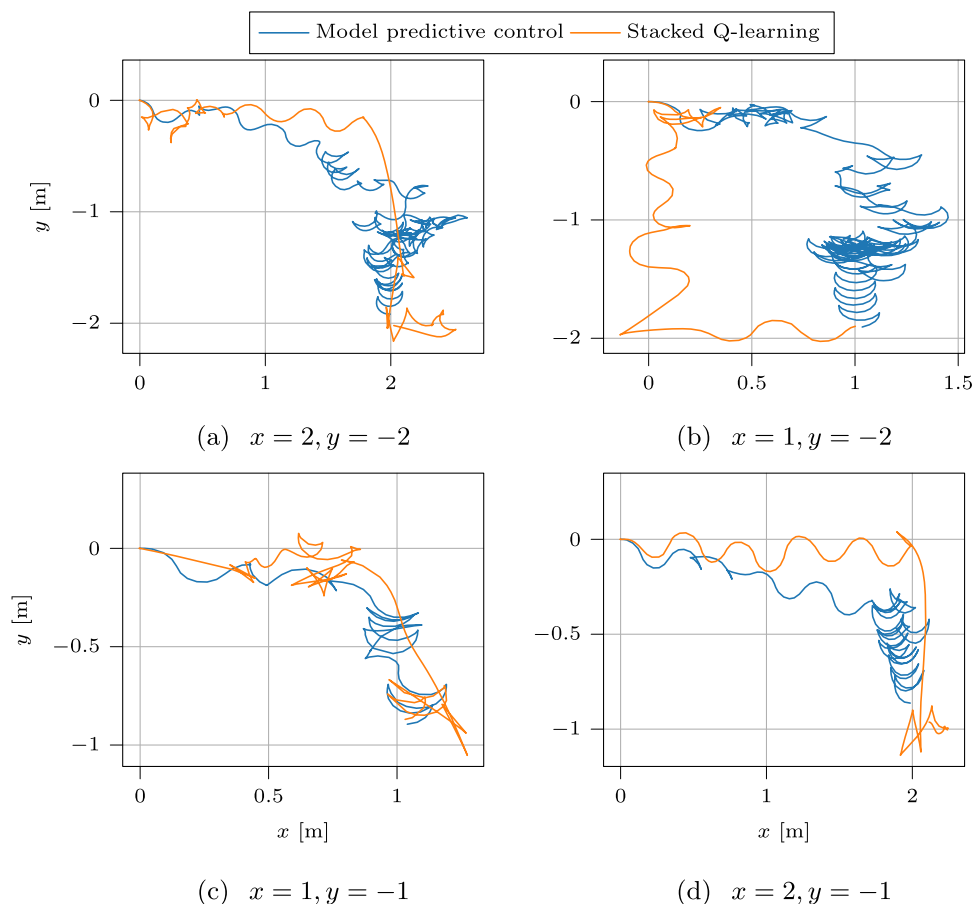 Model predictive control Stacked Q-learning
0
−1
−2
y [m]
0 1 2
(a) x = 2, y = −2
0
−1
−2
0 0.5 1 1.5
(b) x = 1, y = −2
0
−0.5
−1
y [m]
0 0.5 1
x [m]
(c) x = 1, y = −1
0
−0.5
−1
0 1 2
x [m]
(d) x = 2, y = −1